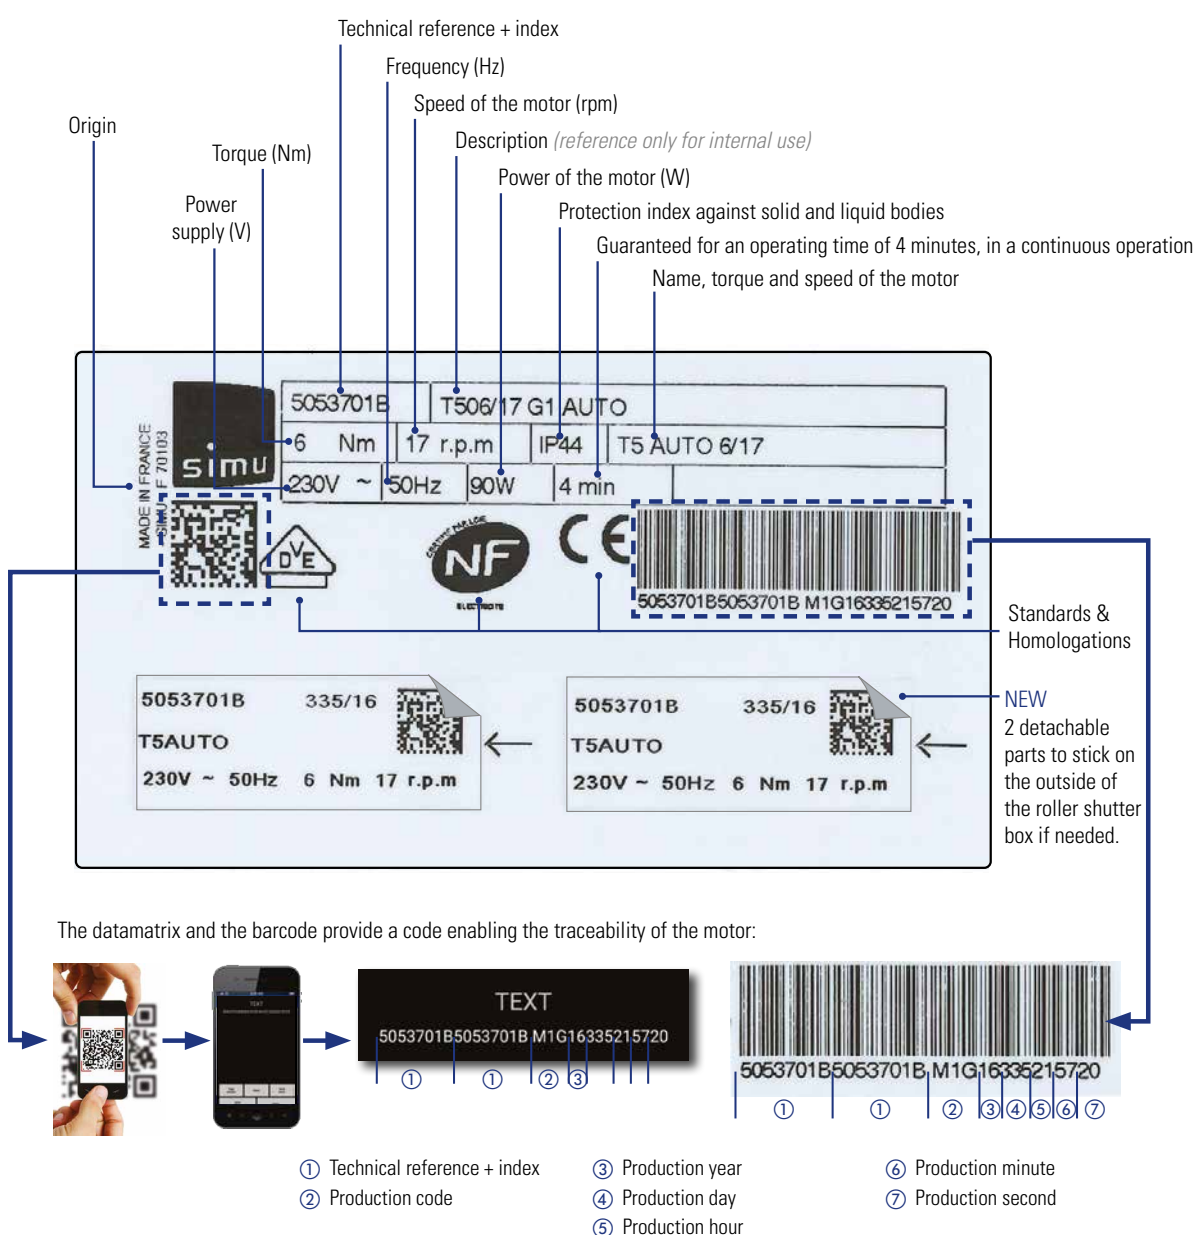 Technical reference + index
Frequency (Hz)
Speed of the motor (rpm)
Origin
Description (reference only for internal use)
Torque (Nm)
Power of the motor (W)
Power
supply (V)
Protection index against solid and liquid bodies
Guaranteed for an operating time of 4 minutes, in a continuous operation
Name, torque and speed of the motor
MADE IN FRANCE
SIMU F 70103
simu
5053701B T506/17 G1 AUTO
6 Nm 17 r.p.m IP44 T5 AUTO 6/17
230V ~ 50Hz 90W 4 min
DVE
NF
CE
5053701B5053701B M1G16335215720
Standards &
Homologations
5053701B 335/16
T5AUTO
230V ~ 50Hz 6 Nm 17 r.p.m
5053701B 335/16
T5AUTO
230V ~ 50Hz 6 Nm 17 r.p.m
NEW
2 detachable
parts to stick on
the outside of
the roller shutter
box if needed.
The datamatrix and the barcode provide a code enabling the traceability of the motor:
TEXT
TEXT
5053701B5053701B M1G16335215720
① ① ② ③
5053701B5053701B M1G16335215720
① ① ② ③ ④ ⑤ ⑥ ⑦
① Technical reference + index
② Production code
③ Production year
④ Production day
⑤ Production hour
⑥ Production minute
⑦ Production second